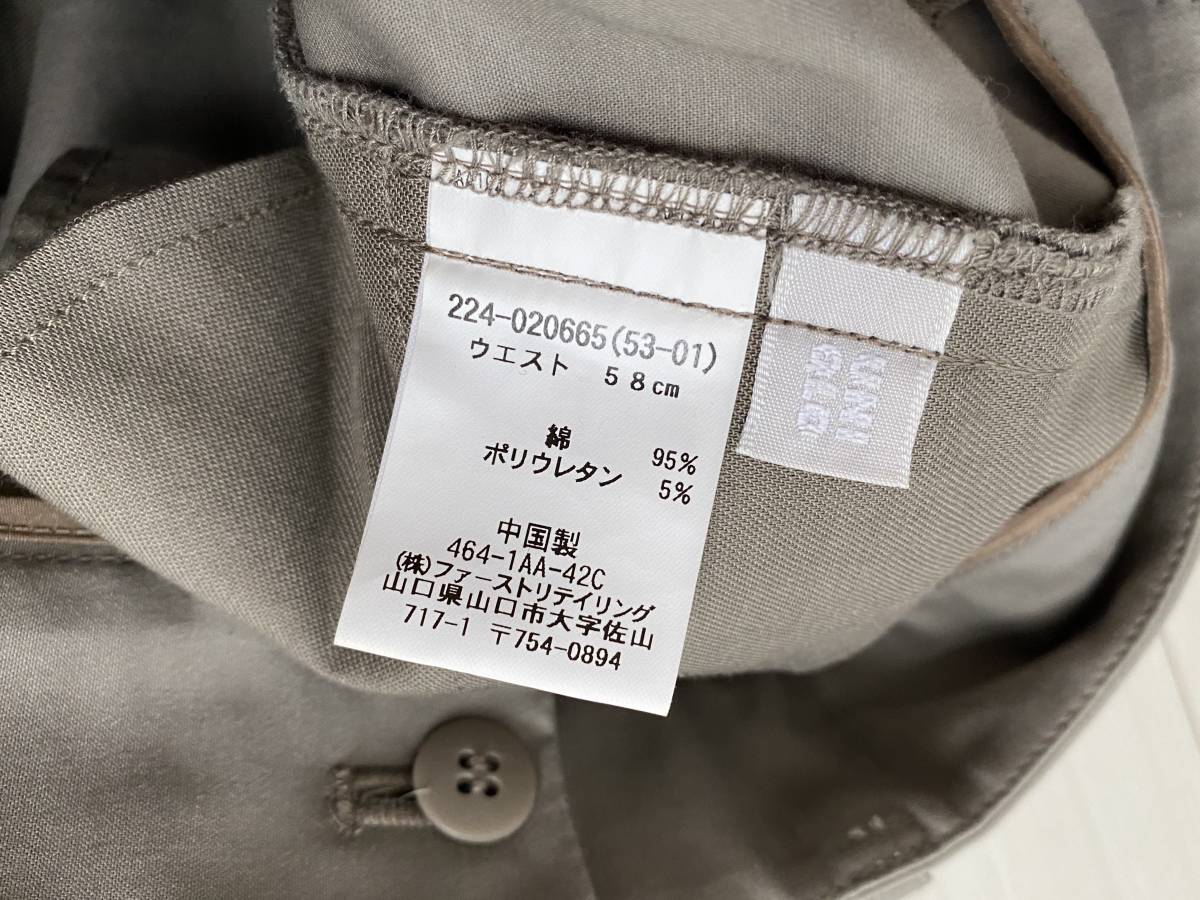 224-020665(53-01)
ウエスト 58cm
綿 95%
ポリウレタン 5%
中国製
464-1AA-42C
(株)ファーストリテイリング
山口県山口市大字佐山
717-1 〒754-0894